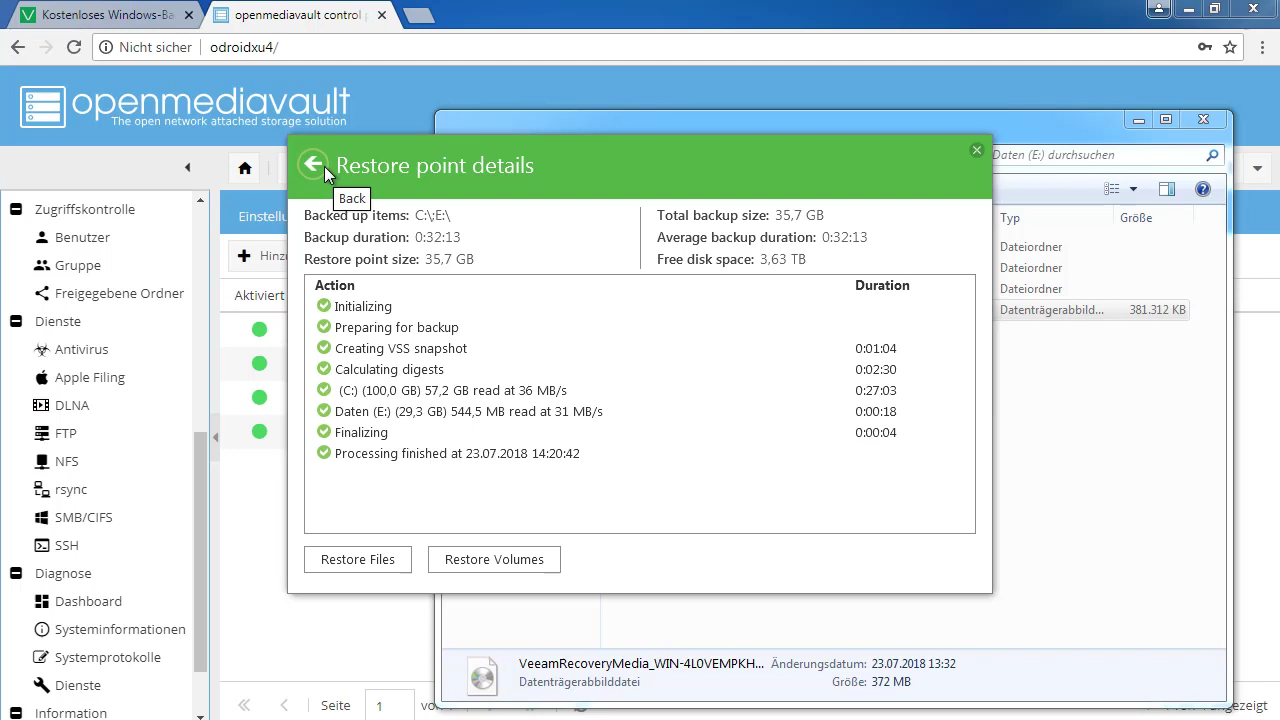 Kostenloses Windows-Ba
openmediavault control p
Nicht sicher
odroidxu4/
openmediavault
The open network attached storage solution
Daten (E:) durchsuchen
Restore point details
Back
Backed up items: C:\;E:\
Backup duration: 0:32:13
Restore point size: 35,7 GB
Total backup size: 35,7 GB
Average backup duration: 0:32:13
Free disk space: 3,63 TB
Action Duration
Initializing
Preparing for backup
Creating VSS snapshot 0:01:04
Calculating digests 0:02:30
(C:) (100,0 GB) 57,2 GB read at 36 MB/s 0:27:03
Daten (E:) (29,3 GB) 544,5 MB read at 31 MB/s 0:00:18
Finalizing 0:00:04
Processing finished at 23.07.2018 14:20:42
Restore Files
Restore Volumes
Zugriffskontrolle
Benutzer
Gruppe
Freigegebene Ordner
Dienste
Antivirus
Apple Filing
DLNA
FTP
NFS
rsync
SMB/CIFS
SSH
Diagnose
Dashboard
Systeminformationen
Systemprotokolle
Dienste
Information
Einstellu
Hinzu
Aktiviert
Typ Größe
Dateiordner
Dateiordner
Dateiordner
Datenträgerabbild... 381.312 KB
VeeamRecoveryMedia_WIN-4L0VEMPKH... Änderungsdatum: 23.07.2018 13:32
Datenträgerabbilddatei Größe: 372 MB
Seite 1 von